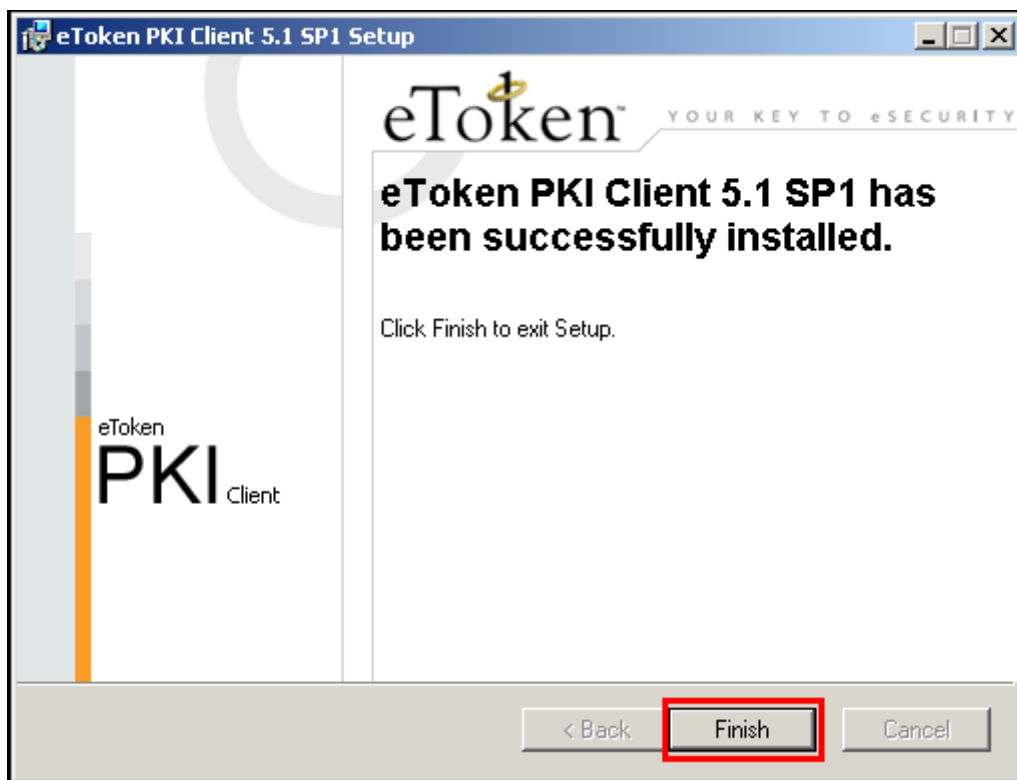 eToken PKI Client 5.1 SP1 Setup
eToken™ YOUR KEY TO eSECURITY
eToken PKI Client 5.1 SP1 has
been successfully installed.
Click Finish to exit Setup.
eToken
PKI Client
< Back Finish Cancel